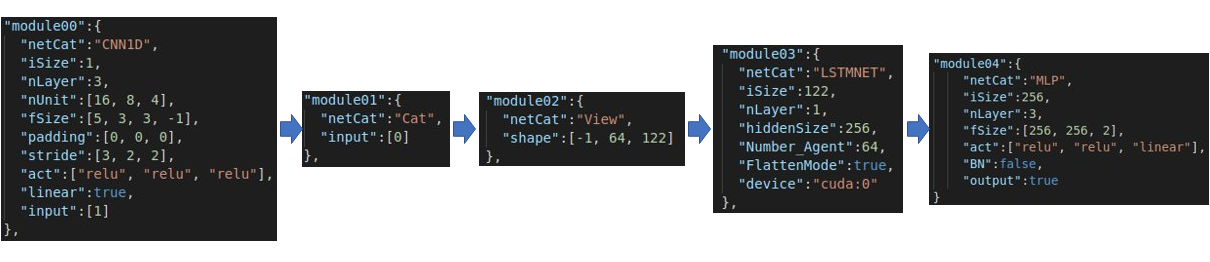 "module00":{
"netCat":"CNN1D",
"iSize":1,
"nLayer":3,
"nUnit":[16, 8, 4],
"fSize":[5, 3, 3, -1],
"padding":[0, 0, 0],
"stride":[3, 2, 2],
"act":["relu", "relu", "relu"],
"linear":true,
"input":[1]
},
"module01":{
"netCat":"Cat",
"input":[0]
},
"module02":{
"netCat":"View",
"shape":[-1, 64, 122]
},
"module03":{
"netCat":"LSTMNET",
"iSize":122,
"nLayer":1,
"hiddenSize":256,
"Number_Agent":64,
"FlattenMode":true,
"device":"cuda:0"
},
"module04":{
"netCat":"MLP",
"iSize":256,
"nLayer":3,
"fSize":[256, 256, 2],
"act":["relu", "relu", "linear"],
"BN":false,
"output":true
}